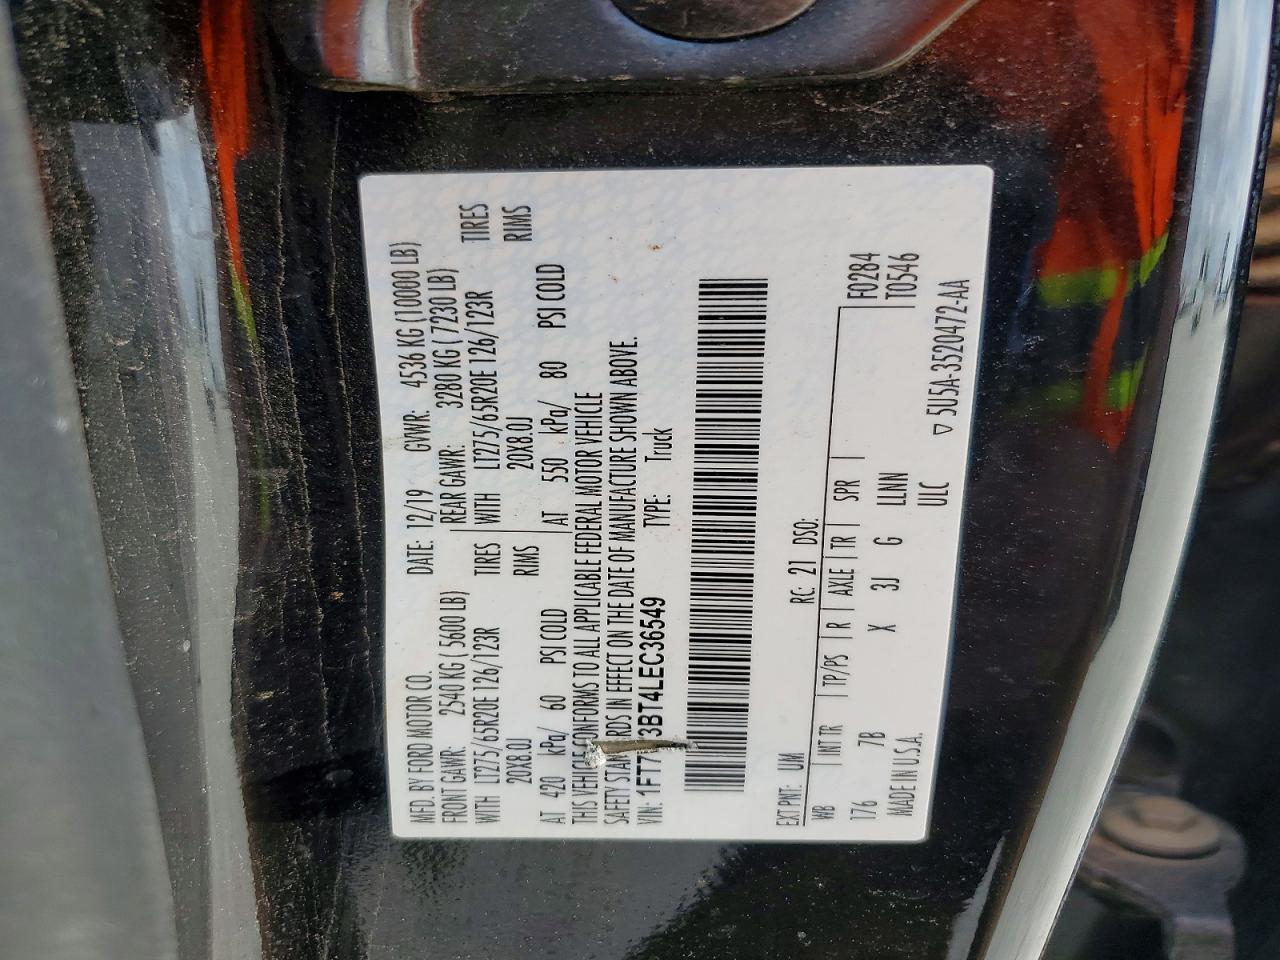 MFD. BY FORD MOTOR CO. DATE: 12/19 GVWR: 4536 KG (10000 LB)
FRONT GAWR: 2540 KG ( 5600 LB) REAR GAWR: 3280 KG ( 7230 LB)
WITH LT275/65R20E 126/123R TIRES WITH LT275/65R20E 126/123R TIRES
20X8.0J RIMS 20X8.0J RIMS
AT 420 kPa/ 60 PSI COLD AT 550 kPa/ 80 PSI COLD
THIS VEHICLE CONFORMS TO ALL APPLICABLE FEDERAL MOTOR VEHICLE
SAFETY IN EFFECT ON THE DATE OF MANUFACTURE SHOWN ABOVE.
VIN: 1FT7 3BT4LEC36549 TYPE: Truck
EXT PNT: UM RC: 21 DSO:
WB | INT TR | TP/PS | R | AXLE | TR | SPR | F0284
176 7B X 3J G LLNN T0546
MADE IN U.S.A. ULC ▽ 5U5A-3520472-AA